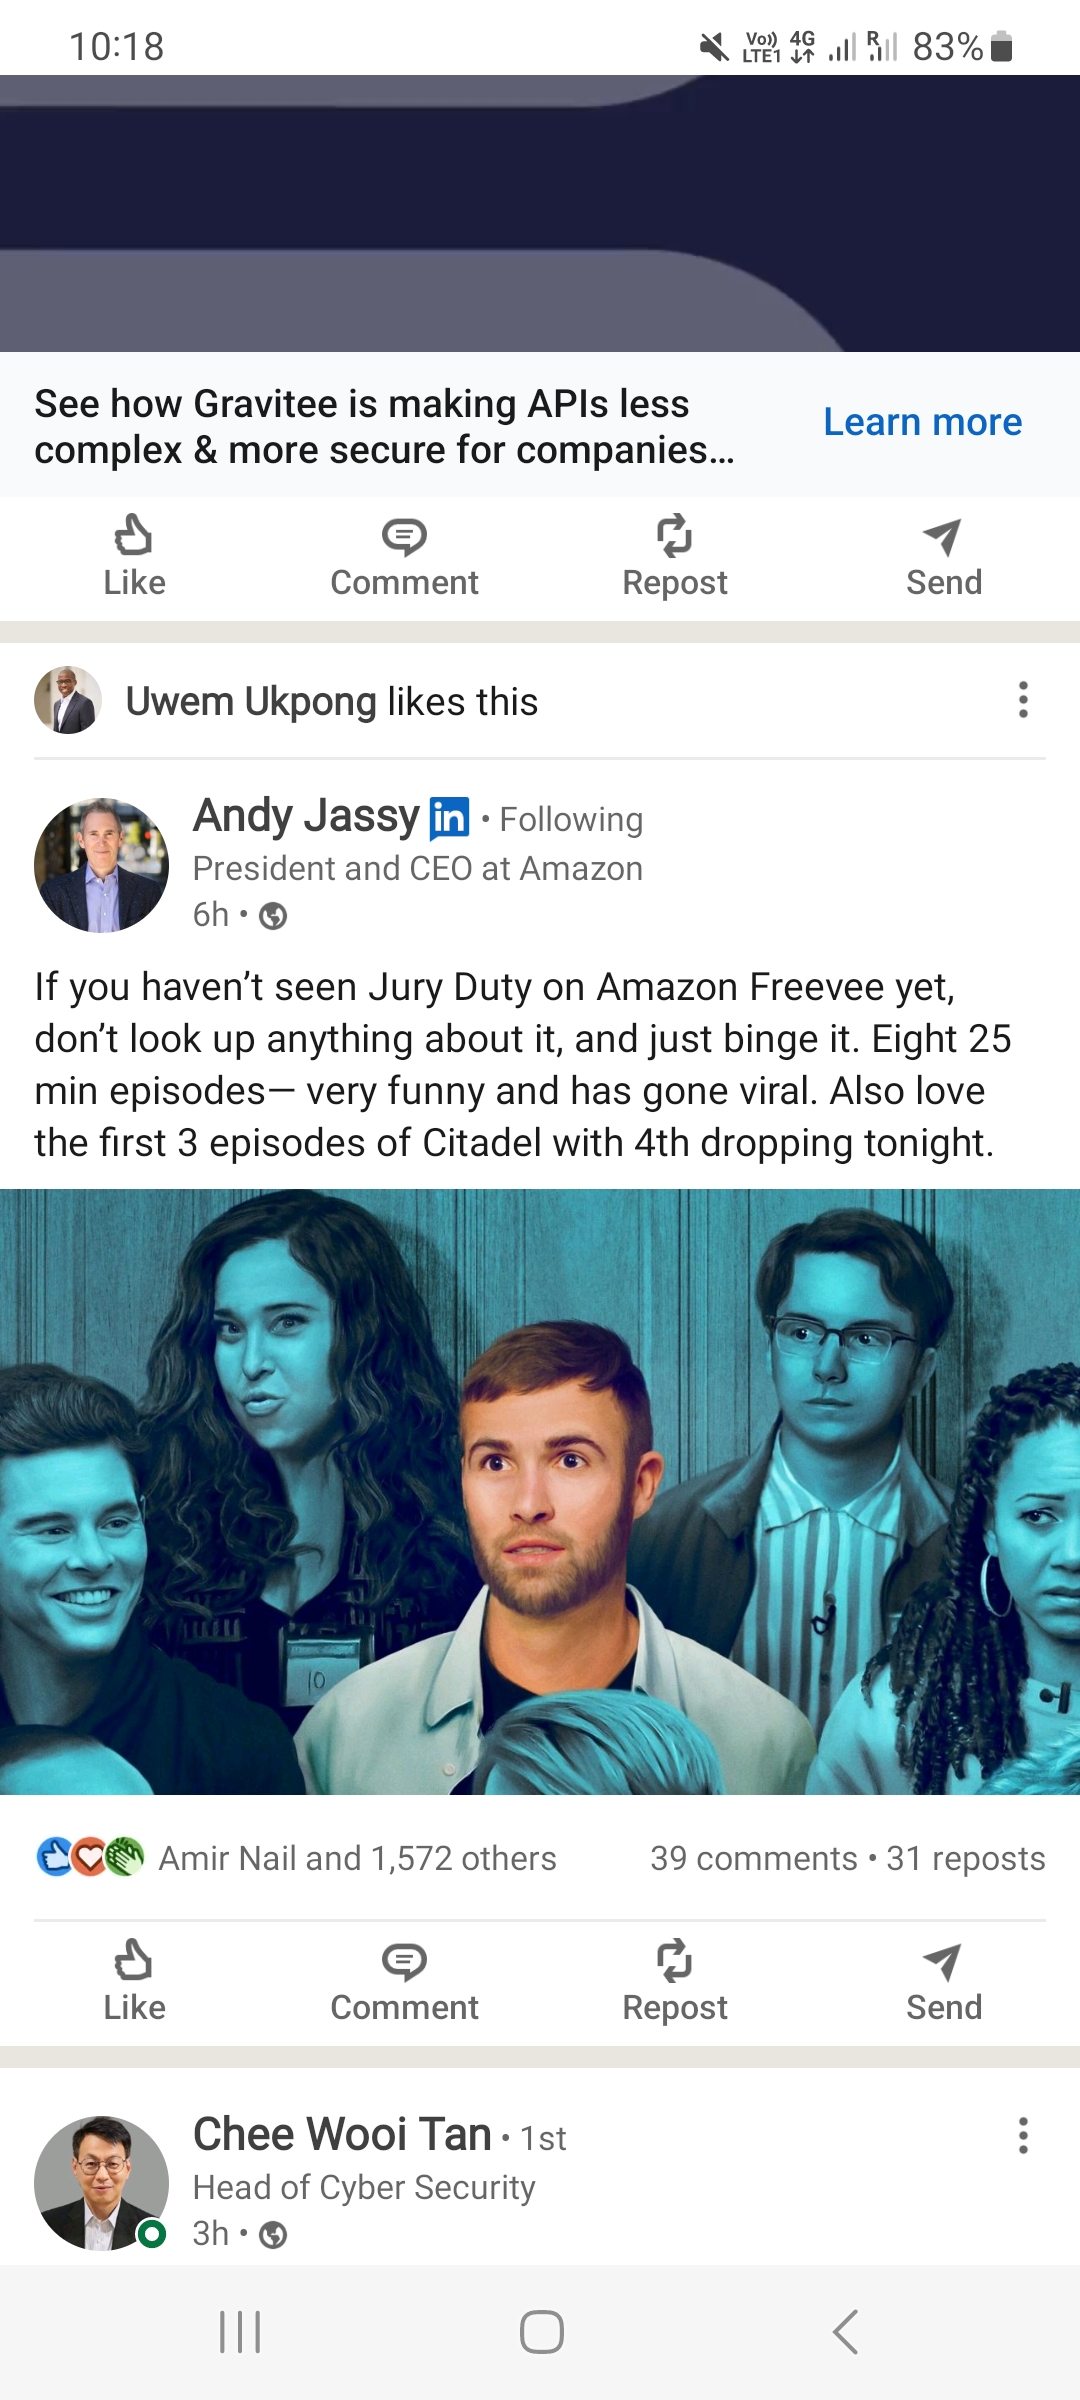 10:18
Vo)) LTE1 4G R 83%
See how Gravitee is making APIs less
complex & more secure for companies...
Learn more
Like Comment Repost Send
Uwem Ukpong likes this
Andy Jassy in • Following
President and CEO at Amazon
6h •
If you haven’t seen Jury Duty on Amazon Freevee yet,
don’t look up anything about it, and just binge it. Eight 25
min episodes— very funny and has gone viral. Also love
the first 3 episodes of Citadel with 4th dropping tonight.
10
Amir Nail and 1,572 others 39 comments • 31 reposts
Like Comment Repost Send
Chee Wooi Tan • 1st
Head of Cyber Security
3h •